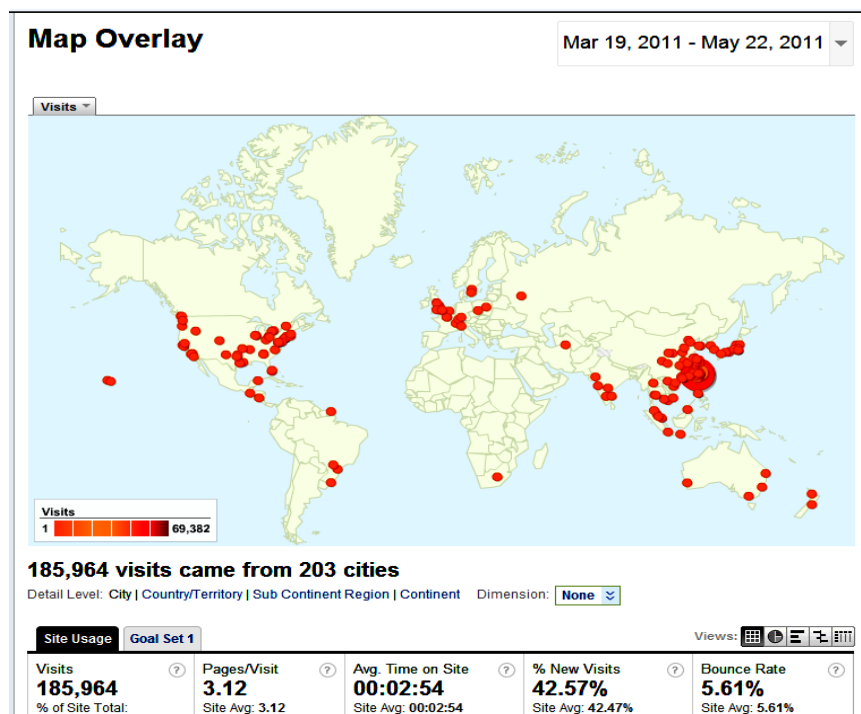 Map Overlay
Mar 19, 2011 - May 22, 2011
Visits
Visits
1 69,382
185,964 visits came from 203 cities
Detail Level: City | Country/Territory | Sub Continent Region | Continent Dimension: None
Site Usage Goal Set 1 Views:
Visits ? Pages/Visit ? Avg. Time on Site ? % New Visits ? Bounce Rate ?
185,964 3.12 00:02:54 42.57% 5.61%
% of Site Total: Site Avg: 3.12 Site Avg: 00:02:54 Site Avg: 42.47% Site Avg: 5.61%